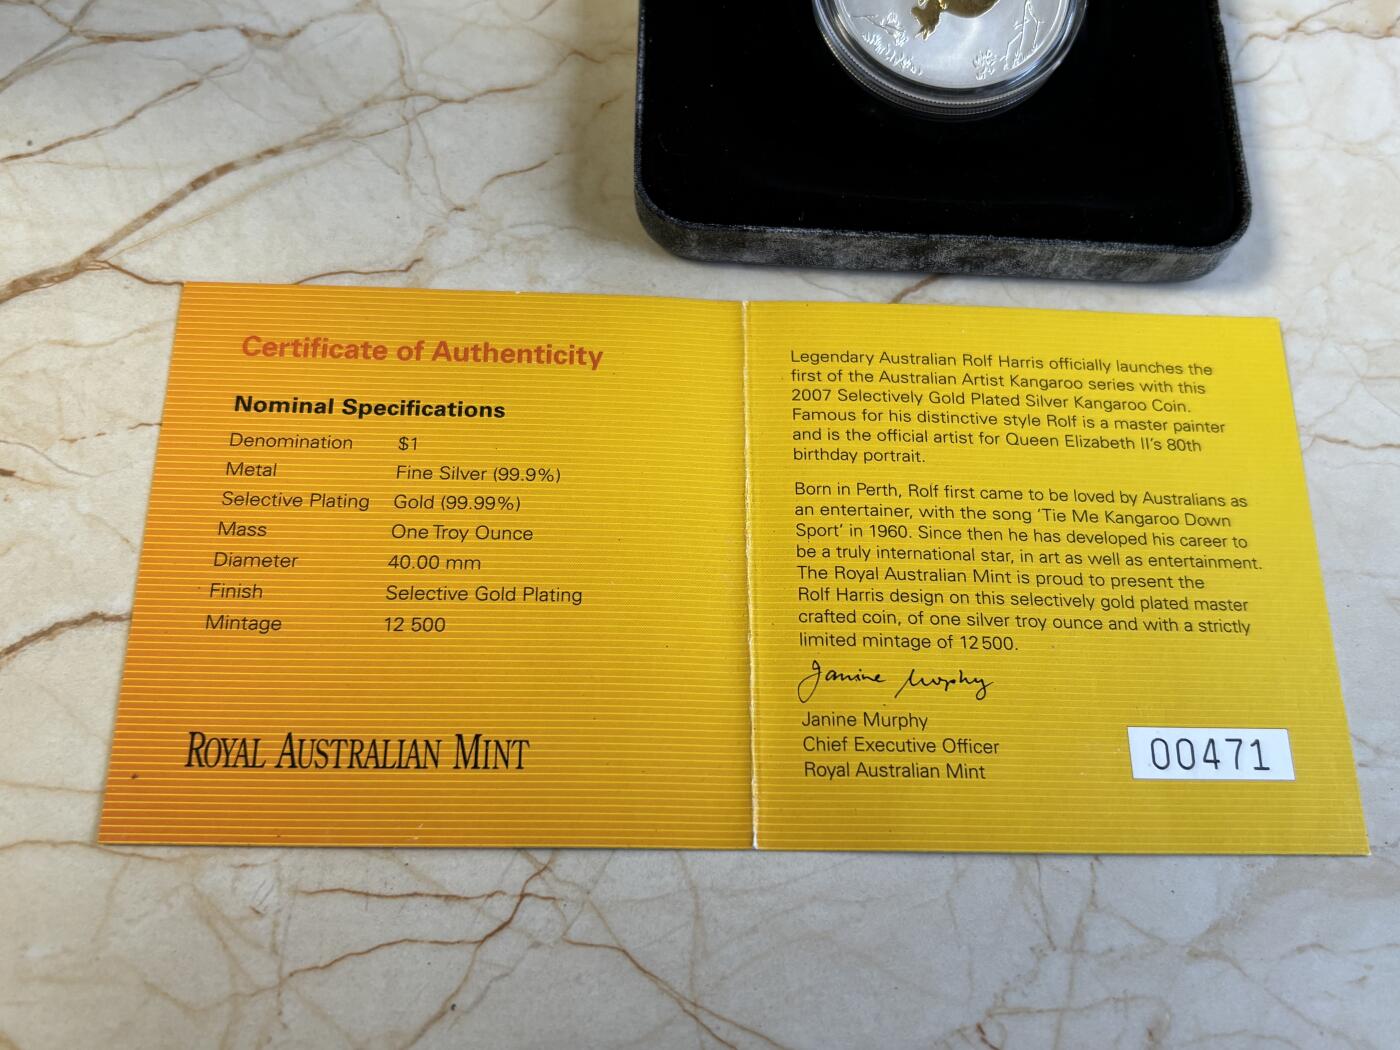 Certificate of Authenticity
Nominal Specifications
Denomination $1
Metal Fine Silver (99.9%)
Selective Plating Gold (99.99%)
Mass One Troy Ounce
Diameter 40.00 mm
Finish Selective Gold Plating
Mintage 12 500
ROYAL AUSTRALIAN MINT
Legendary Australian Rolf Harris officially launches the
first of the Australian Artist Kangaroo series with this
2007 Selectively Gold Plated Silver Kangaroo Coin.
Famous for his distinctive style Rolf is a master painter
and is the official artist for Queen Elizabeth II's 80th
birthday portrait.
Born in Perth, Rolf first came to be loved by Australians as
an entertainer, with the song 'Tie Me Kangaroo Down
Sport' in 1960. Since then he has developed his career to
be a truly international star, in art as well as entertainment.
The Royal Australian Mint is proud to present the
Rolf Harris design on this selectively gold plated master
crafted coin, of one silver troy ounce and with a strictly
limited mintage of 12 500.
Janine Murphy
Janine Murphy
Chief Executive Officer
Royal Australian Mint
00471